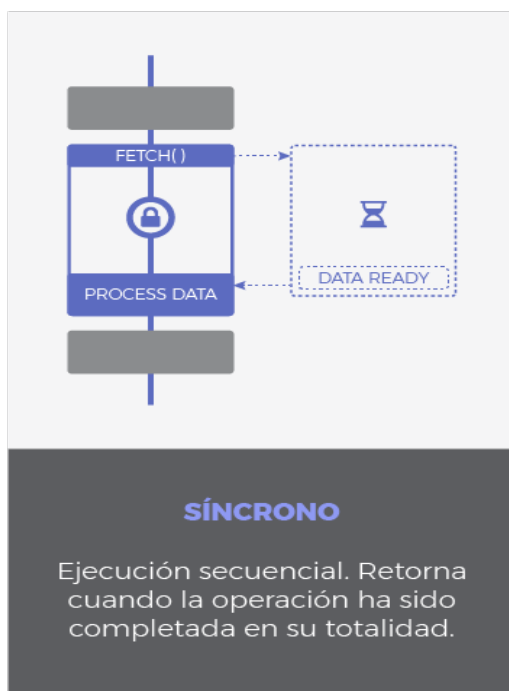 FETCH( )
DATA READY
PROCESS DATA
SÍNCRONO
Ejecución secuencial. Retorna
cuando la operación ha sido
completada en su totalidad.